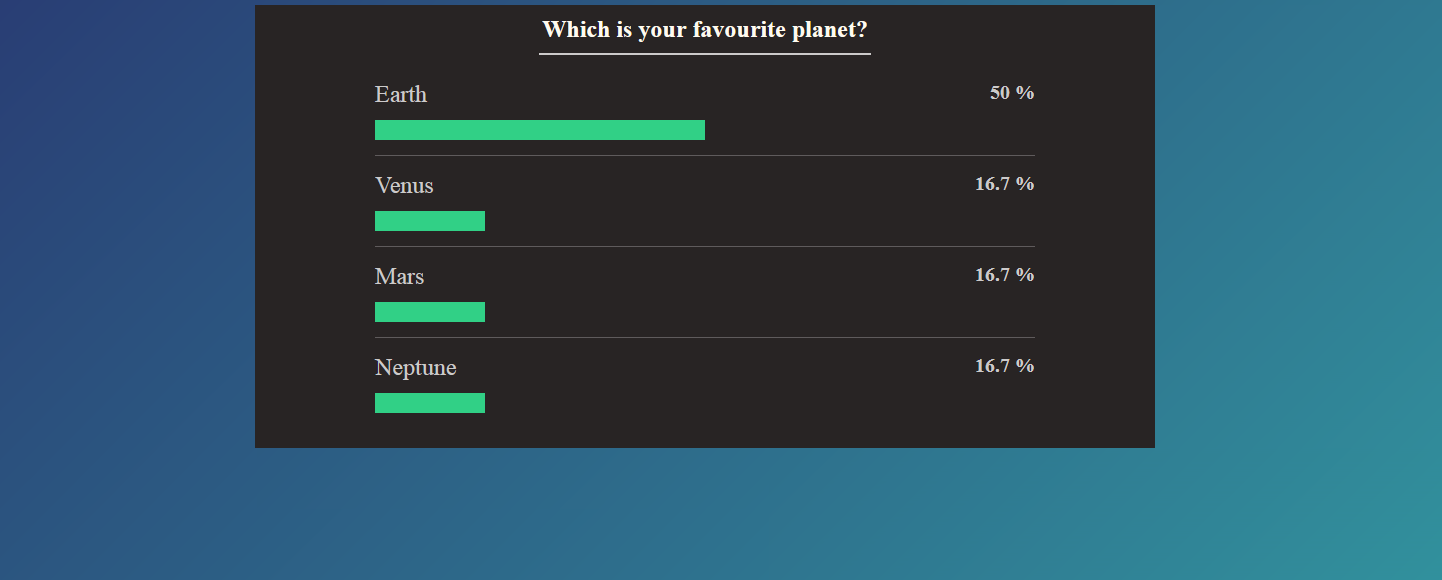 Which is your favourite planet?
Earth 50 %
Venus 16.7 %
Mars 16.7 %
Neptune 16.7 %